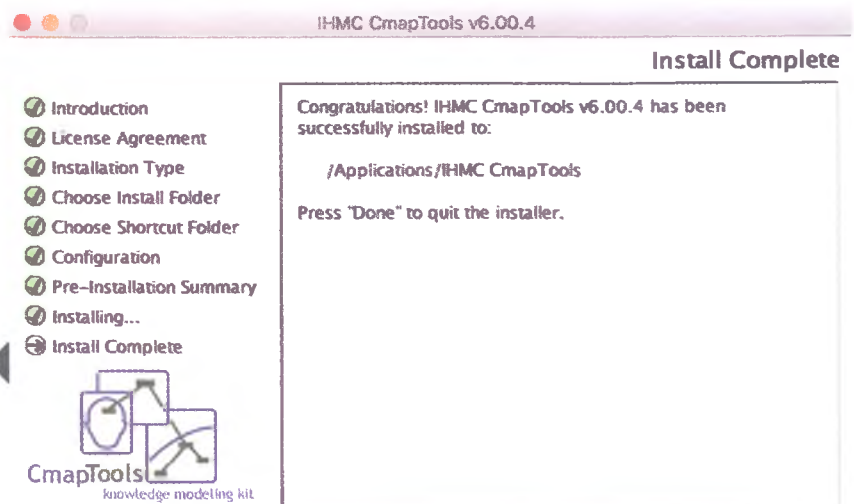 IHMC CmapTools v6.00.4
Install Complete
Introduction
License Agreement
Installation Type
Choose Install Folder
Choose Shortcut Folder
Configuration
Pre-Installation Summary
Installing...
Install Complete
CmapTools
knowledge modeling kit
Congratulations! IHMC CmapTools v6.00.4 has been
successfully installed to:
/Applications/IHMC CmapTools
Press "Done" to quit the installer.